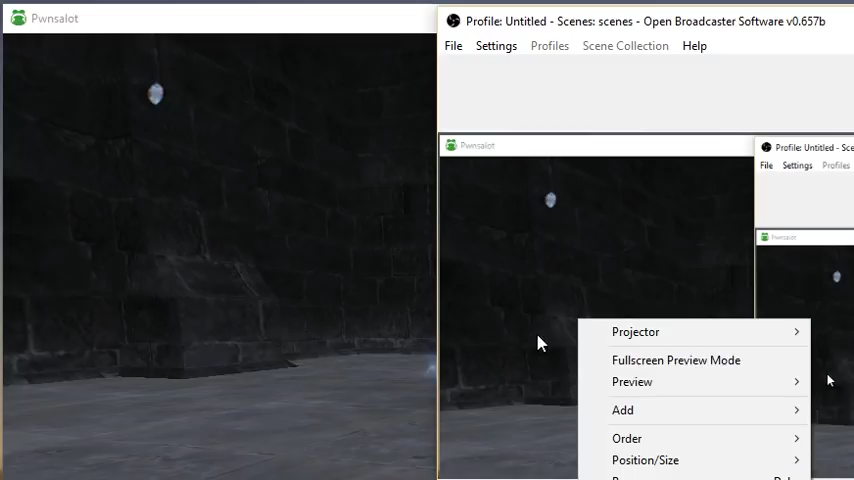 Pwnsalot
Profile: Untitled - Scenes: scenes - Open Broadcaster Software v0.657b
File Settings Profiles Scene Collection Help
Pwnsalot
Profile: Untitled - Sce
File Settings Profiles
Pwnsalot
Projector
Fullscreen Preview Mode
Preview
Add
Order
Position/Size